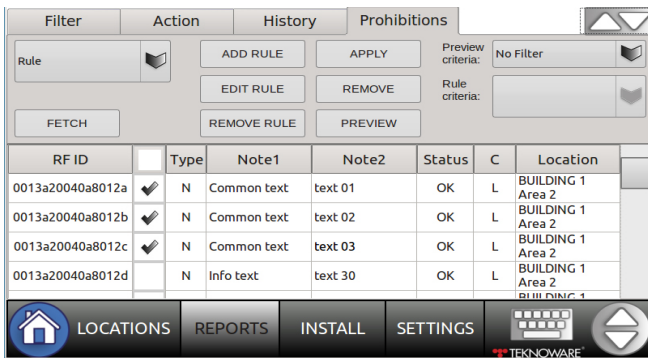 Filter Action History Prohibitions
Rule ADD RULE APPLY Preview criteria: No Filter
EDIT RULE REMOVE Rule criteria:
FETCH REMOVE RULE PREVIEW
RF ID Type Note1 Note2 Status C Location
0013a20040a8012a N Common text text 01 OK L BUILDING 1 Area 2
0013a20040a8012b N Common text text 02 OK L BUILDING 1 Area 2
0013a20040a8012c N Common text text 03 OK L BUILDING 1 Area 2
0013a20040a8012d N Info text text 30 OK L BUILDING 1 Area 2
BUILDING 1
LOCATIONS REPORTS INSTALL SETTINGS
TEKNOWARE